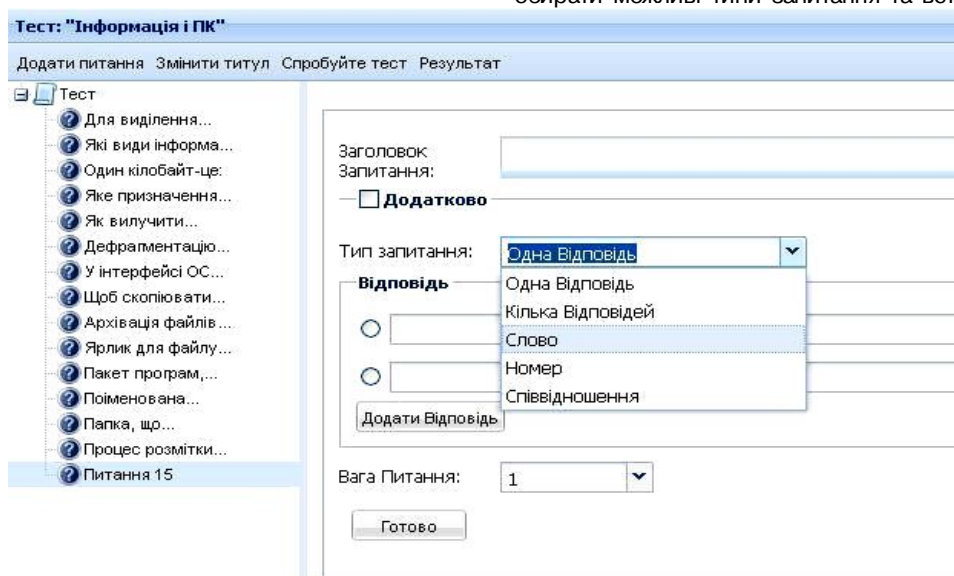 Тест: "Інформація і ПК"
Додати питання Змінити титул Спробуйте тест Результат
Тест
Для виділення...
Які види інформа...
Один кілобайт-це:
Яке призначення...
Як вилучити...
Дефрагментацію...
У інтерфейсі ОС...
Щоб скопіювати...
Архівація файлів...
Ярлик для файлу...
Пакет програм,...
Поіменована...
Папка, що...
Процес розмітки...
Питання 15
Заголовок
Запитання:
Додатково
Тип запитання:
Одна Відповідь
Відповідь
Одна Відповідь
Кілька Відповідей
Слово
Номер
Співвідношення
Додати Відповідь
Вага Питання:
1
Готово